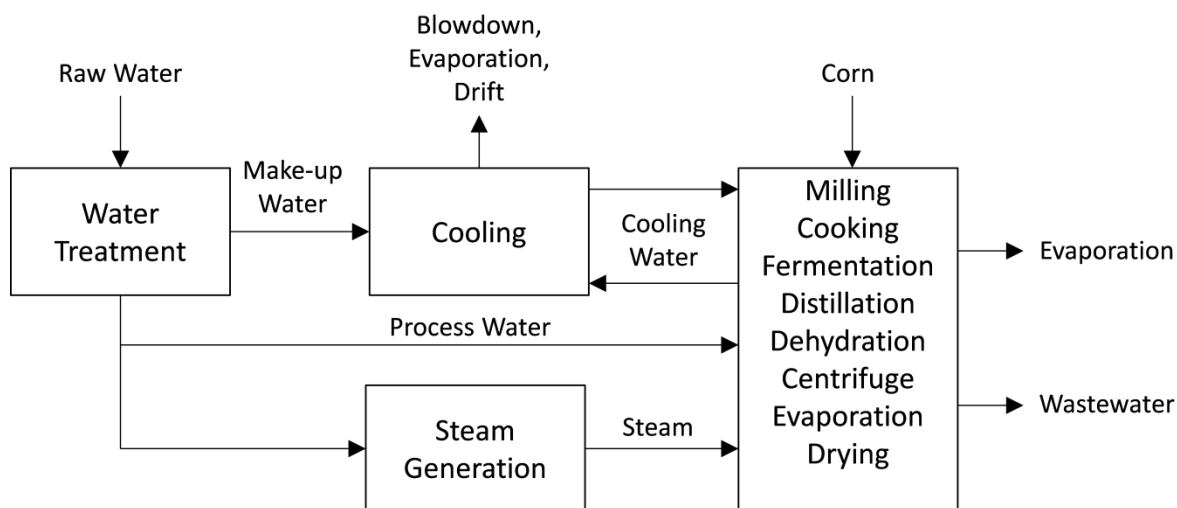 Blowdown,
Evaporation,
Drift
Raw Water
Corn
Make-up
Water
Water
Treatment
Cooling
Cooling
Water
Milling
Cooking
Fermentation
Distillation
Dehydration
Centrifuge
Evaporation
Drying
Evaporation
Process Water
Wastewater
Steam
Generation
Steam